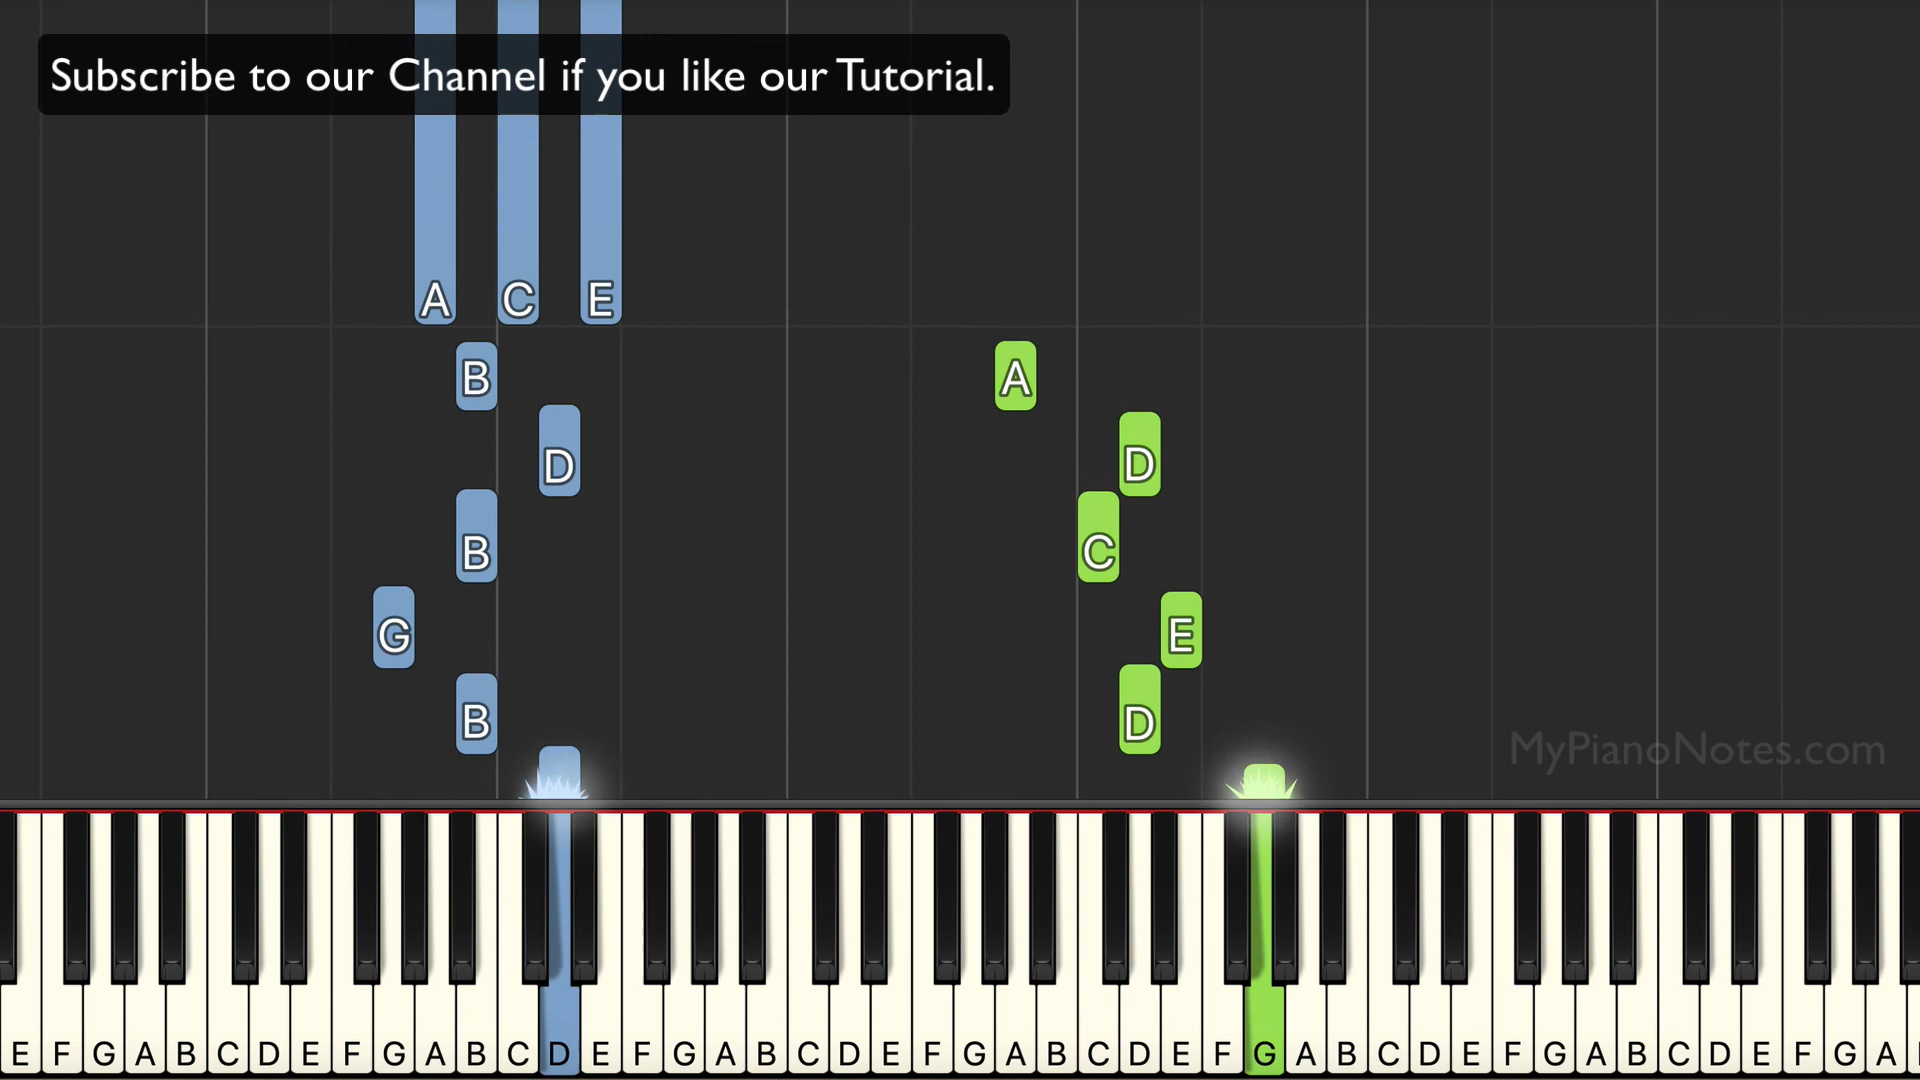 Subscribe to our Channel if you like our Tutorial.
A C E
B A
D D
B C
G E
B D
MyPianoNotes.com
E F G A B C D E F G A B C D E F G A B C D E F G A B C D E F G A B C D E F G A B C D E F G A